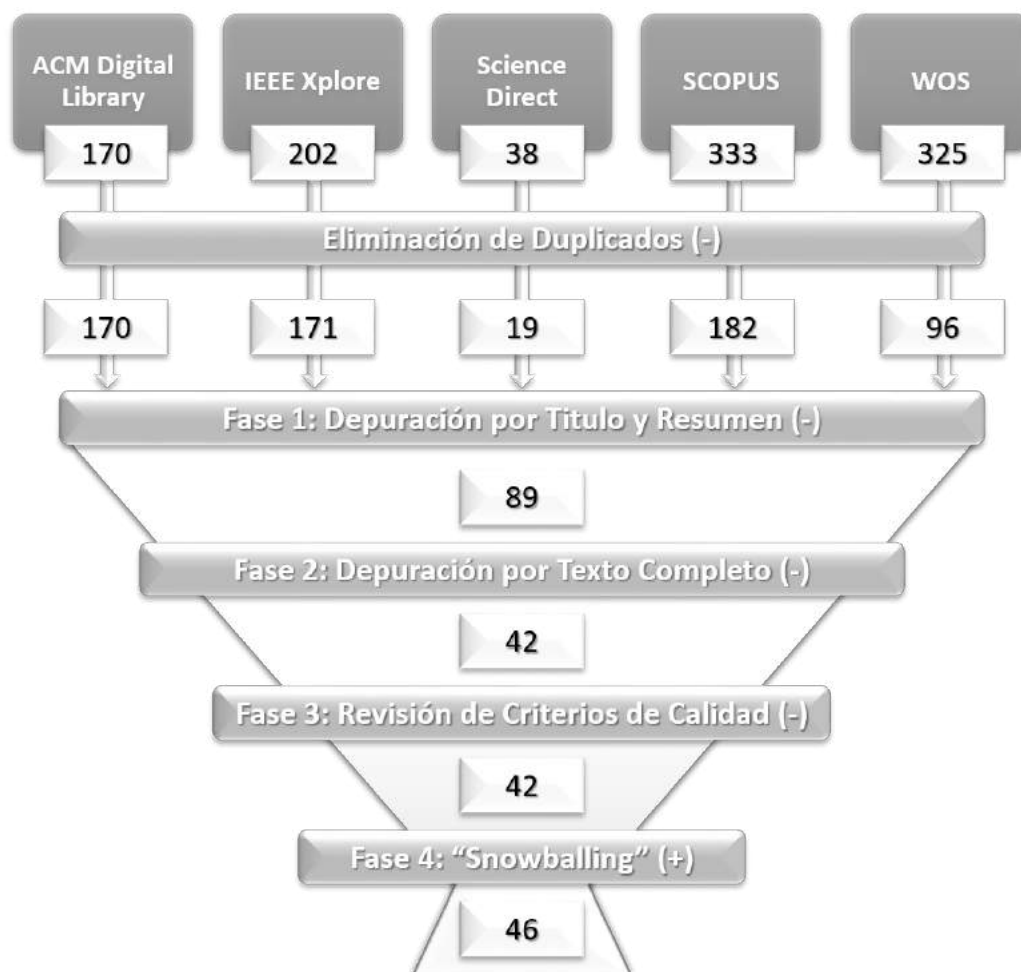 ACM Digital
Library
IEEE Xplore
Science
Direct
SCOPUS
WOS
170
202
38
333
325
Eliminación de Duplicados (-)
170
171
19
182
96
Fase 1: Depuración por Titulo y Resumen (-)
89
Fase 2: Depuración por Texto Completo (-)
42
Fase 3: Revisión de Criterios de Calidad (-)
42
Fase 4: “Snowballing” (+)
46